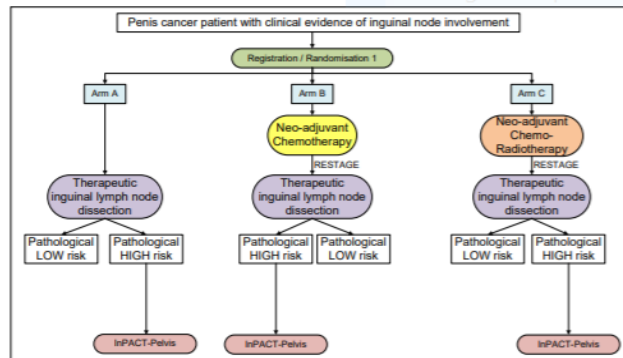 Penis cancer patient with clinical evidence of inguinal node involvement
Registration / Randomisation 1
Arm A
Arm B
Arm C
Neo-adjuvant
Chemotherapy
Neo-adjuvant
Chemo-
Radiotherapy
RESTAGE
RESTAGE
Therapeutic
inguinal lymph node
dissection
Therapeutic
inguinal lymph node
dissection
Therapeutic
inguinal lymph node
dissection
Pathological
LOW risk
Pathological
HIGH risk
Pathological
HIGH risk
Pathological
LOW risk
Pathological
LOW risk
Pathological
HIGH risk
InPACT-Pelvis
InPACT-Pelvis
InPACT-Pelvis